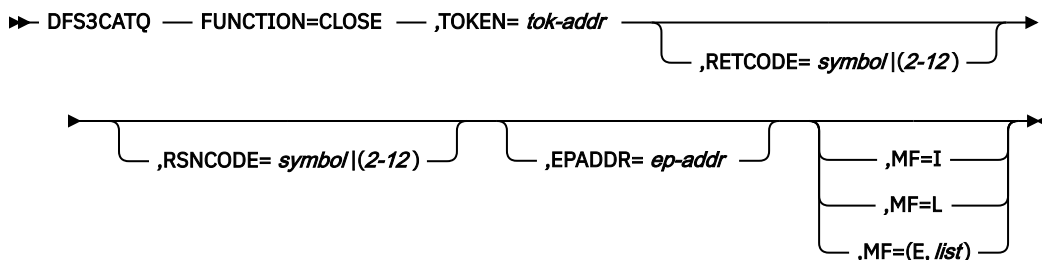 DFS3CATQ FUNCTION=CLOSE ,TOKEN= tok-addr
,RETCODE= symbol|(2-12)
,RSNCODE= symbol|(2-12) ,EPADDR= ep-addr ,MF=I
,MF=L
,MF=(E, list)